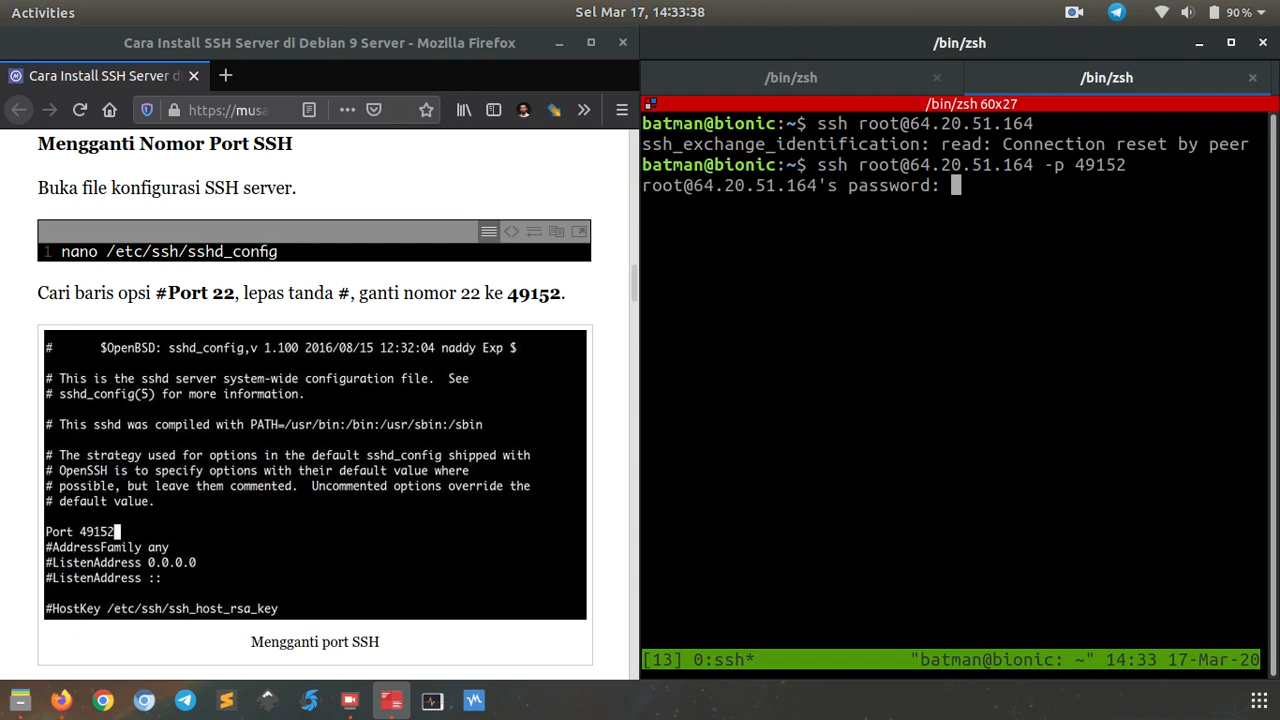 Activities
Sel Mar 17, 14:33:38
90 %
Cara Install SSH Server di Debian 9 Server - Mozilla Firefox
Cara Install SSH Server di
https://musa
Mengganti Nomor Port SSH
Buka file konfigurasi SSH server.
1 nano /etc/ssh/sshd_config
Cari baris opsi #Port 22, lepas tanda #, ganti nomor 22 ke 49152.
# $OpenBSD: sshd_config,v 1.100 2016/08/15 12:32:04 naddy Exp $
# This is the sshd server system-wide configuration file. See
# sshd_config(5) for more information.
# This sshd was compiled with PATH=/usr/bin:/bin:/usr/sbin:/sbin
# The strategy used for options in the default sshd_config shipped with
# OpenSSH is to specify options with their default value where
# possible, but leave them commented. Uncommented options override the
# default value.
Port 49152
#AddressFamily any
#ListenAddress 0.0.0.0
#ListenAddress ::
#HostKey /etc/ssh/ssh_host_rsa_key
Mengganti port SSH
/bin/zsh
/bin/zsh
/bin/zsh
/bin/zsh 60x27
batman@bionic:~$ ssh root@64.20.51.164
ssh_exchange_identification: read: Connection reset by peer
batman@bionic:~$ ssh root@64.20.51.164 -p 49152
root@64.20.51.164's password:
[13] 0:ssh* "batman@bionic: ~" 14:33 17-Mar-20